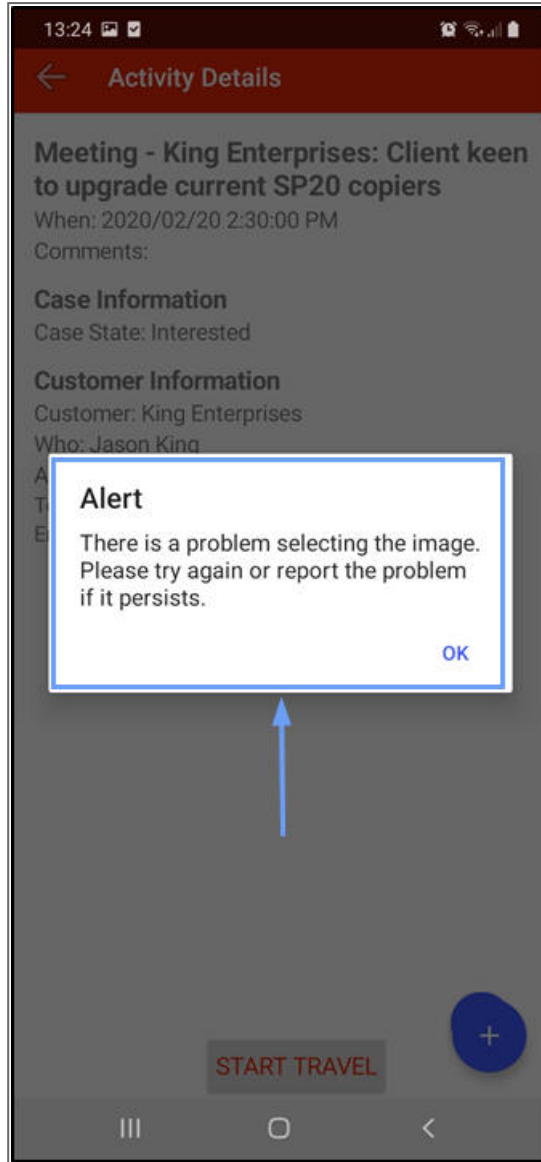 13:24
Activity Details
Meeting - King Enterprises: Client keen
to upgrade current SP20 copiers
When: 2020/02/20 2:30:00 PM
Comments:
Case Information
Case State: Interested
Customer Information
Customer: King Enterprises
Who: Jason King
Alert
There is a problem selecting the image.
Please try again or report the problem
if it persists.
OK
START TRAVEL